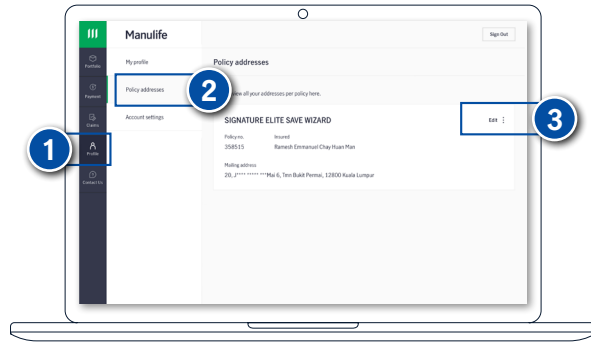 Manulife
Sign Out
Portfolio
Payment
Claims
Profile
Contact Us
My profile
Policy addresses
Account settings
Policy addresses
all your addresses per policy here.
SIGNATURE ELITE SAVE WIZARD
Edit
Policy no. Insured
358515 Ramesh Emmanuel Chay Huan Man
Mailing address
20, J**** ***** ***Mai 6, Tmn Bukit Permai, 12800 Kuala Lumpur
1
2
3